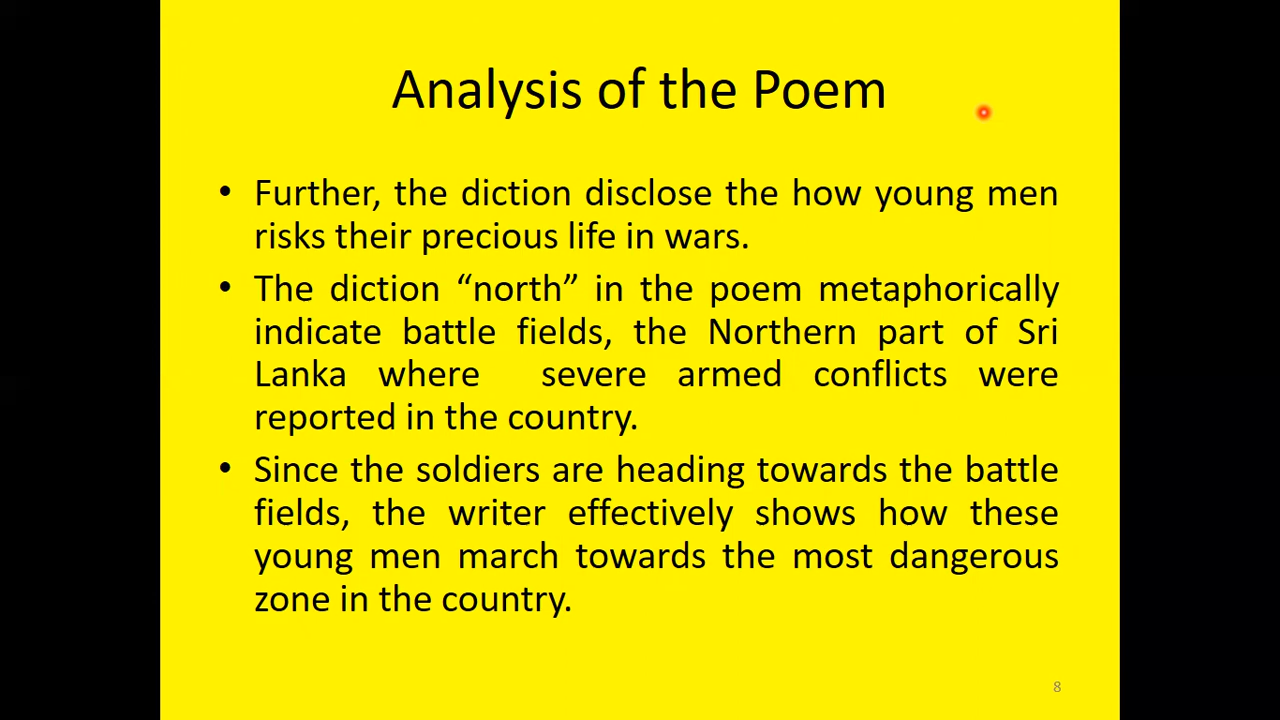 Analysis of the Poem
• Further, the diction disclose the how young men
risks their precious life in wars.
• The diction “north” in the poem metaphorically
indicate battle fields, the Northern part of Sri
Lanka where severe armed conflicts were
reported in the country.
• Since the soldiers are heading towards the battle
fields, the writer effectively shows how these
young men march towards the most dangerous
zone in the country.
8